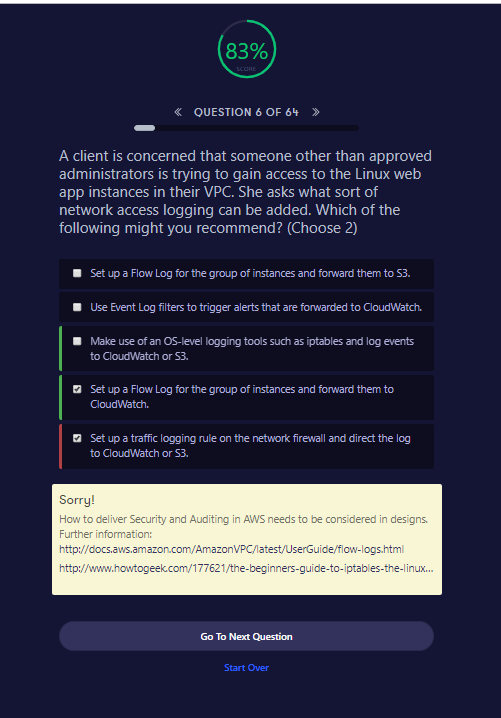 83%
SCORE
« QUESTION 6 OF 64 »
A client is concerned that someone other than approved
administrators is trying to gain access to the Linux web
app instances in their VPC. She asks what sort of
network access logging can be added. Which of the
following might you recommend? (Choose 2)
Set up a Flow Log for the group of instances and forward them to S3.
Use Event Log filters to trigger alerts that are forwarded to CloudWatch.
Make use of an OS-level logging tools such as iptables and log events
to CloudWatch or S3.
Set up a Flow Log for the group of instances and forward them to
CloudWatch.
Set up a traffic logging rule on the network firewall and direct the log
to CloudWatch or S3.
Sorry!
How to deliver Security and Auditing in AWS needs to be considered in designs.
Further information:
http://docs.aws.amazon.com/AmazonVPC/latest/UserGuide/flow-logs.html
http://www.howtogeek.com/177621/the-beginners-guide-to-iptables-the-linux...
Go To Next Question
Start Over